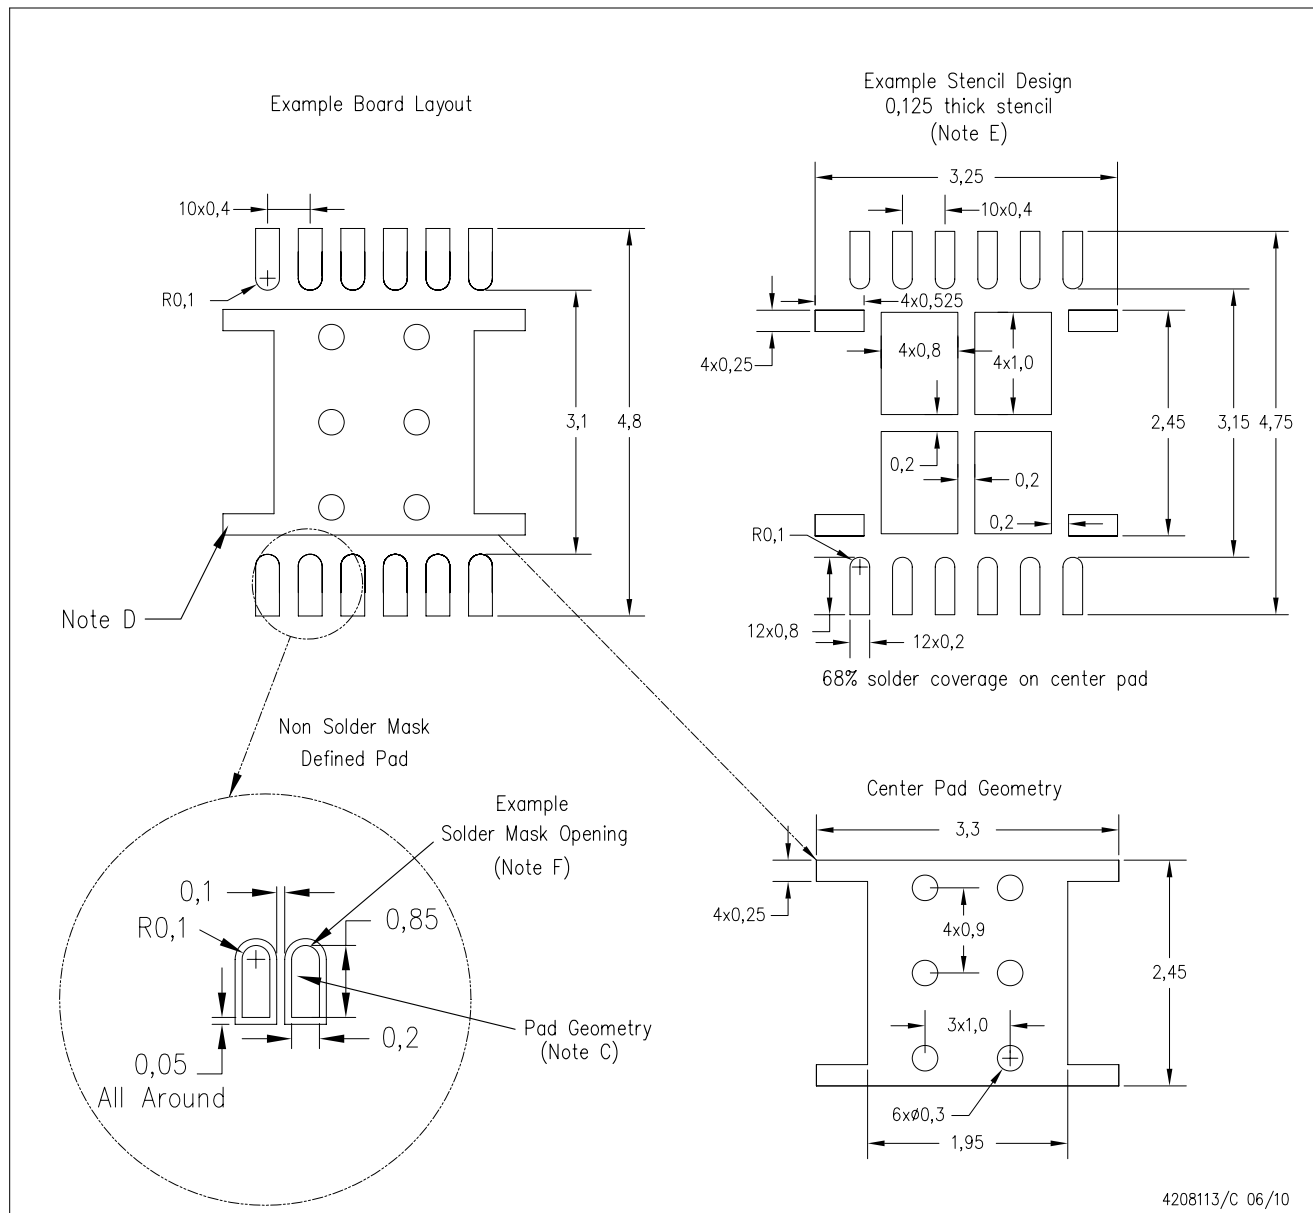 Example Board Layout
10x0,4
R0,1
3,1
4,8
Note D
Example Stencil Design
0,125 thick stencil
(Note E)
3,25
10x0,4
4x0,525
4x0,25
4x0,8
4x1,0
2,45
3,15
4,75
0,2
0,2
0,2
R0,1
12x0,8
12x0,2
68% solder coverage on center pad
Non Solder Mask
Defined Pad
Example
Solder Mask Opening
(Note F)
0,1
R0,1
0,85
Pad Geometry
(Note C)
0,2
0,05
All Around
Center Pad Geometry
3,3
4x0,25
4x0,9
2,45
3x1,0
6xø0,3
1,95
4208113/C 06/10